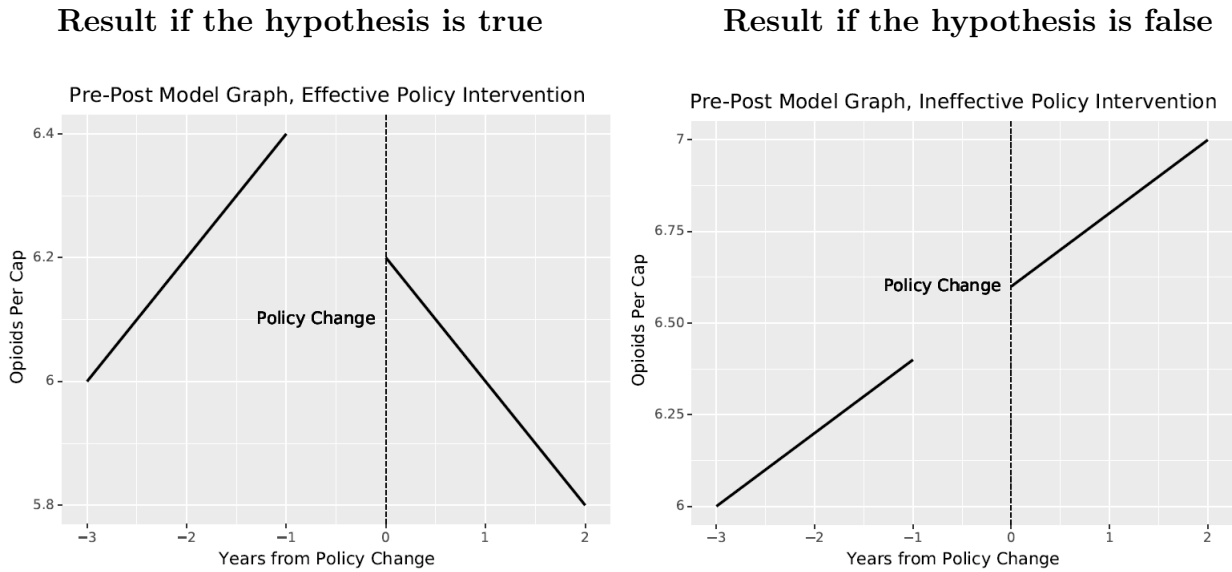 Result if the hypothesis is true
Pre-Post Model Graph, Effective Policy Intervention
6.4
6.2
6
5.8
Opioids Per Cap
Policy Change
−3 −2 −1 0 1 2
Years from Policy Change
Result if the hypothesis is false
Pre-Post Model Graph, Ineffective Policy Intervention
7
6.75
6.50
6.25
6
Opioids Per Cap
Policy Change
−3 −2 −1 0 1 2
Years from Policy Change